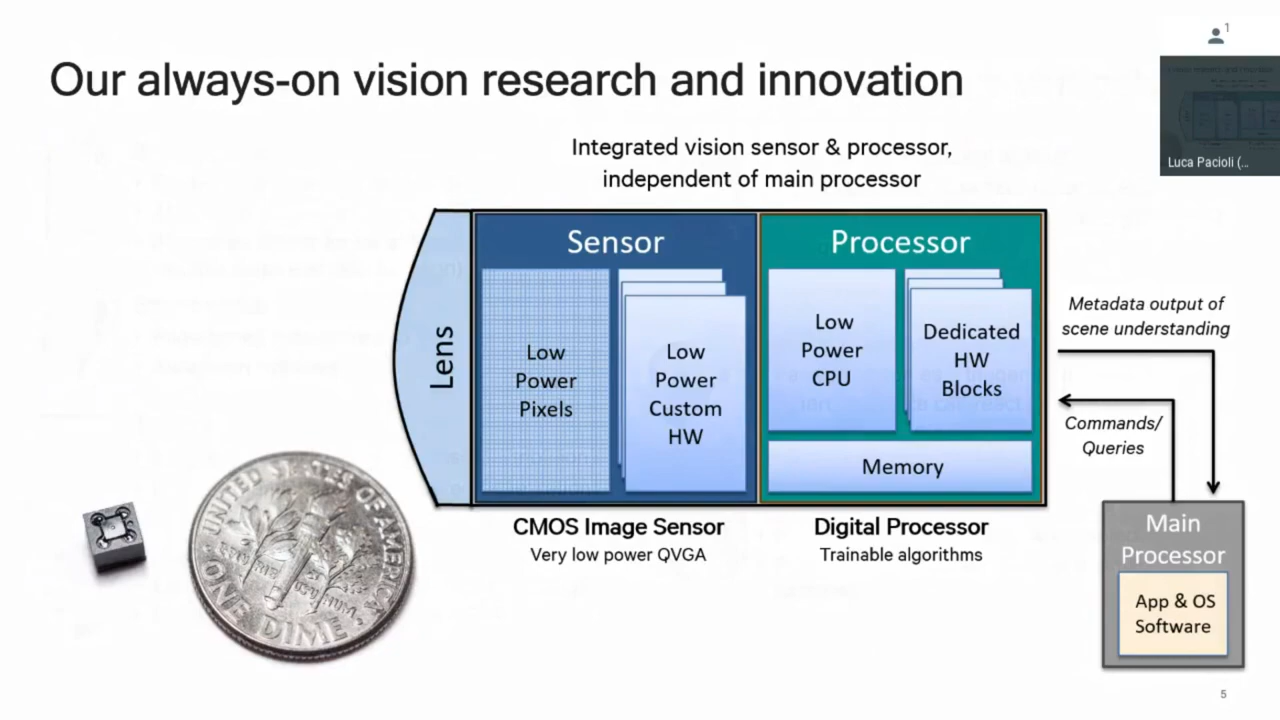 Our always-on vision research and innovation
1
Luca Pacioli (...
Integrated vision sensor & processor,
independent of main processor
Lens
Sensor
Low
Power
Pixels
Low
Power
Custom
HW
Processor
Low
Power
CPU
Dedicated
HW
Blocks
Memory
Metadata output of
scene understanding
Commands/
Queries
CMOS Image Sensor
Very low power QVGA
Digital Processor
Trainable algorithms
Main
Processor
App & OS
Software
UNITED STATES OF AMERICA
ONE DIME
5